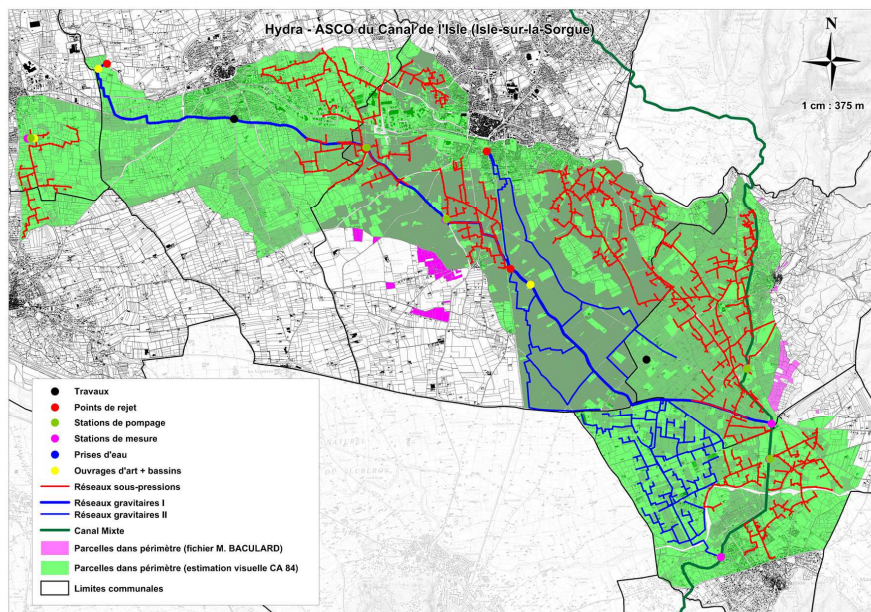 Hydra - ASCO du Canal de l'Isle (Isle-sur-la-Sorgue)
N
1 cm : 375 m
Travaux
Points de rejet
Stations de pompage
Stations de mesure
Prises d'eau
Ouvrages d'art + bassins
Réseaux sous-pressions
Réseaux gravitaires I
Réseaux gravitaires II
Canal Mixte
Parcelles dans périmètre (fichier M. BACULARD)
Parcelles dans périmètre (estimation visuelle CA 84)
Limites communales